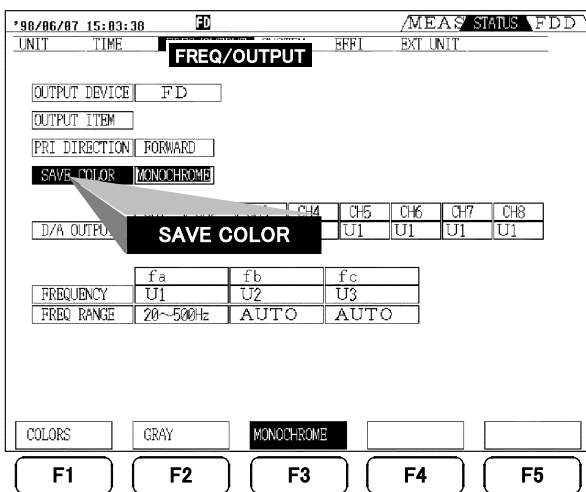 '98/06/07 15:03:38 FD MEAS STATUS FDD
UNIT TIME EFFI EXT UNIT
FREQ/OUTPUT
OUTPUT DEVICE FD
OUTPUT ITEM
PRI DIRECTION FORWARD
SAVE COLOR MONOCHROME
CH4 CH5 CH6 CH7 CH8
D/A OUTPUT U1 U1 U1 U1
SAVE COLOR
fa fb fc
FREQUENCY U1 U2 U3
FREQ RANGE 20~500Hz AUTO AUTO
COLORS GRAY MONOCHROME
F1 F2 F3 F4 F5